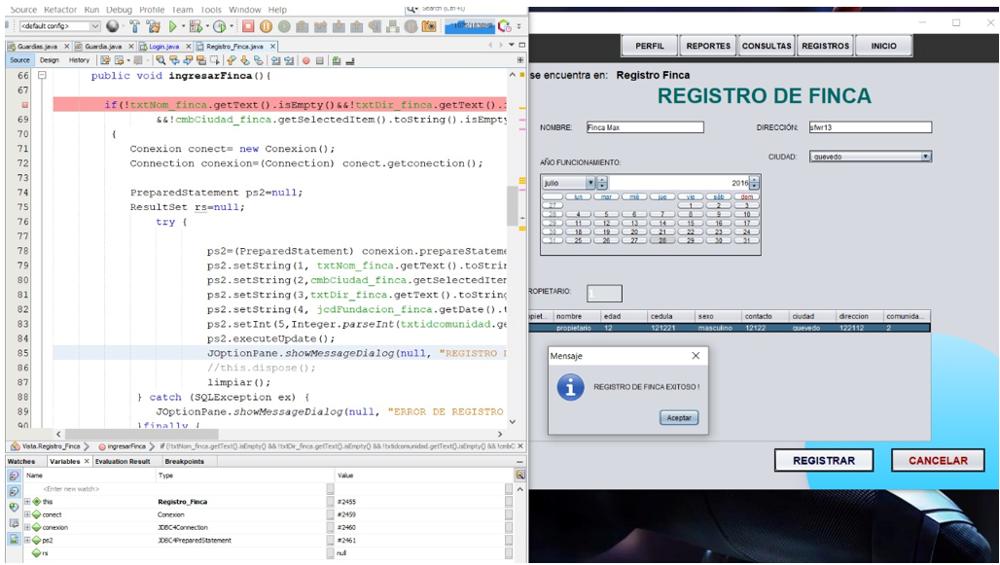 Source Refactor Run Debug Profile Team Tools Window Help
Search (Ctrl+I)
<default config>
Guardias.java Guardia.java Login.java Registro_Finca.java
Source Design History
66 public void ingresarFinca(){
67
if(!txtNom_finca.getText().isEmpty()&&!txtDir_finca.getText().
69 &&!cmbCiudad_finca.getSelectedItem().toString().isEmpty
70 {
71 Conexion conect= new Conexion();
72 Connection conexion=(Connection) conect.getconection();
73
74 PreparedStatement ps2=null;
75 ResultSet rs=null;
76 try {
77
78 ps2=(PreparedStatement) conexion.prepareStateme
79 ps2.setString(1, txtNom_finca.getText().toStrin
80 ps2.setString(2,cmbCiudad_finca.getSelectedIter
81 ps2.setString(3,txtDir_finca.getText().toString
82 ps2.setString(4, jcdFundacion_finca.getDate().t
83 ps2.setInt(5,Integer.parseInt(txtidcomunidad.ge
84 ps2.executeUpdate();
85 JOptionPane.showMessageDialog(null, "REGISTRO D
86 //this.dispose();
87 limpiar();
88 } catch (SQLException ex) {
89 JOptionPane.showMessageDialog(null, "ERROR DE REGISTRO
90 }finally {
Vista.Registro_Finca ingresarFinca if (!txtNom_finca.getText().isEmpty() && !txtDir_finca.getText().isEmpty() && !txtidcomunidad.getText().isEmpty() && !cmbC
Watches Variables Evaluation Result Breakpoints
Name Type Value
<Enter new watch>
this Registro_Finca #2455
conect Conexion #2459
conexion JDBC4Connection #2460
ps2 JDBC4PreparedStatement #2461
rs null
PERFIL REPORTES CONSULTAS REGISTROS INICIO
se encuentra en: Registro Finca
REGISTRO DE FINCA
NOMBRE: Finca Max DIRECCIÓN: sfwr13
AÑO FUNCIONAMIENTO: CIUDAD: quevedo
julio 2016
lun mar mié jue vie sáb dom
27 1 2 3
28 4 5 6 7 8 9 10
29 11 12 13 14 15 16 17
30 18 19 20 21 22 23 24
31 25 26 27 28 29 30 31
ROPIETARIO: 1
opiet... nombre edad cedula sexo contacto ciudad direccion comunida...
propietario 12 121221 masculino 12122 quevedo 122112 2
Mensaje
REGISTRO DE FINCA EXITOSO !
Aceptar
REGISTRAR CANCELAR